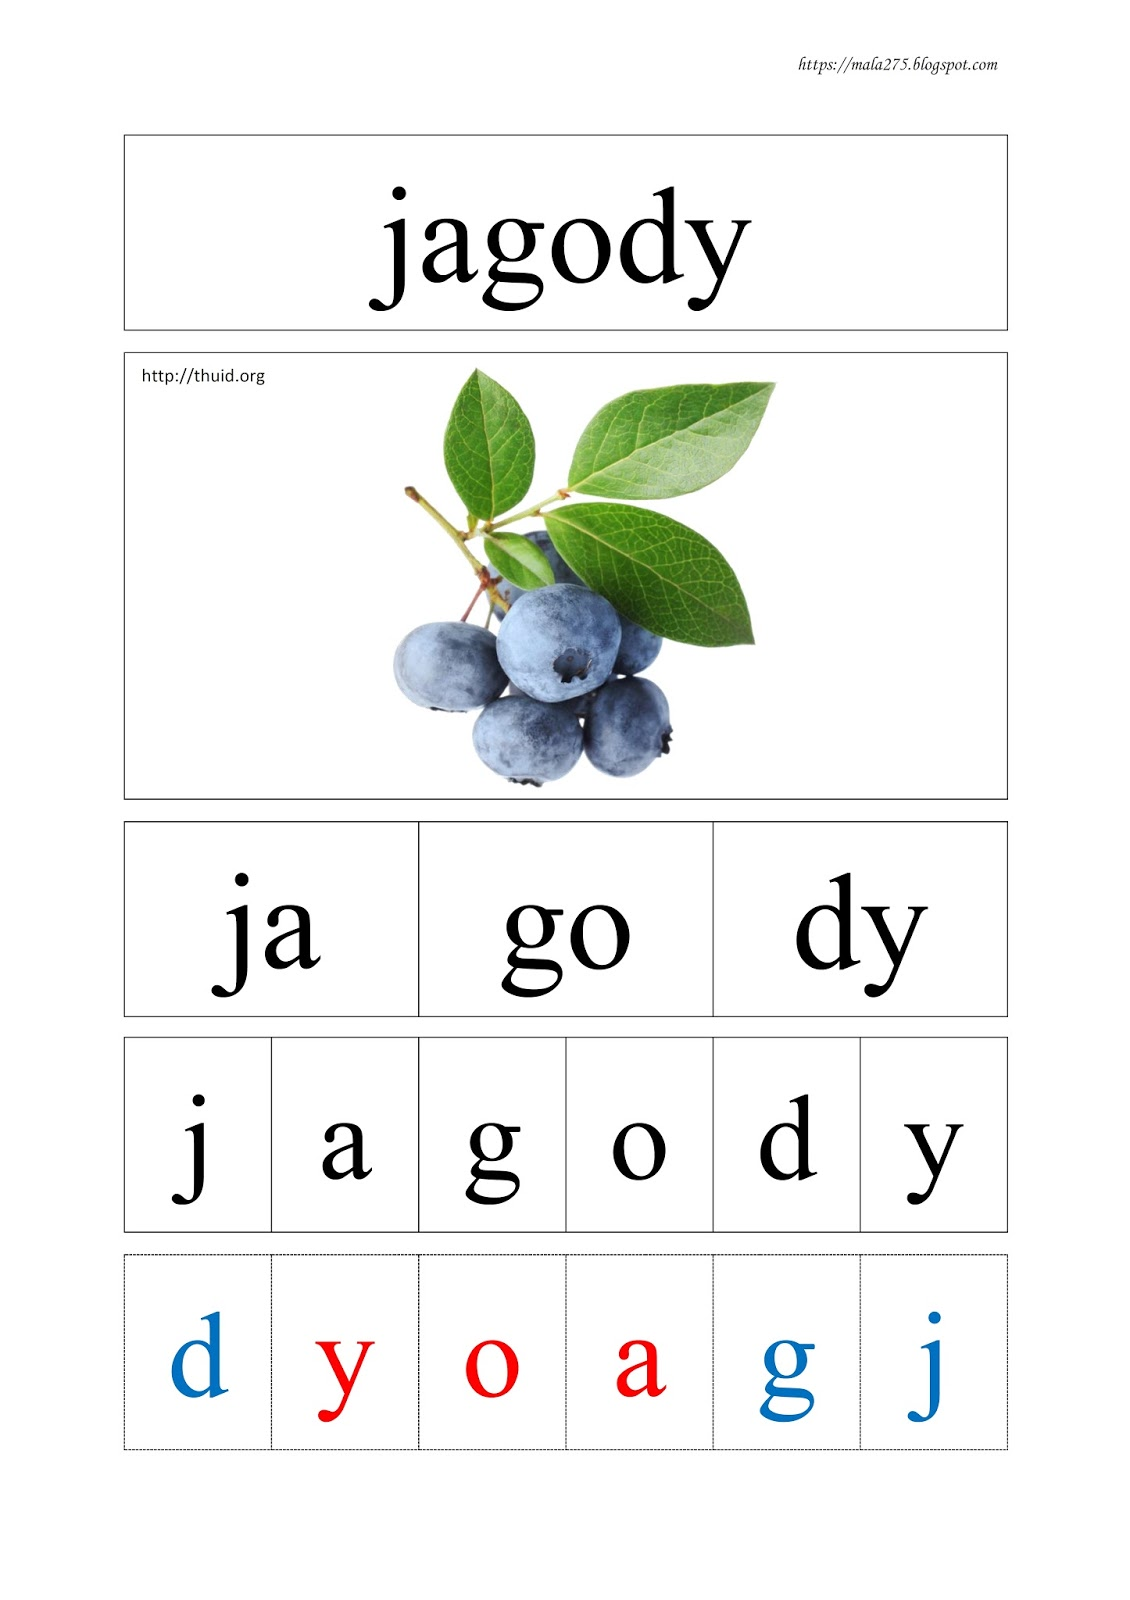 https://mala275.blogspot.com
jagody
http://thuid.org
ja go dy
j a g o d y
d y o a g j